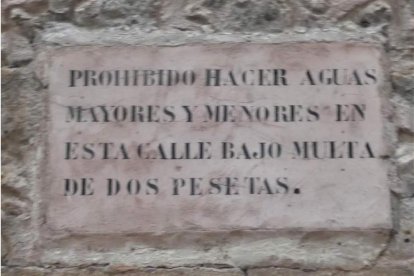 PROHIBIDO HACER AGUAS
MAYORES Y MENORES EN
ESTA CALLE BAJO MULTA
DE DOS PESETAS.